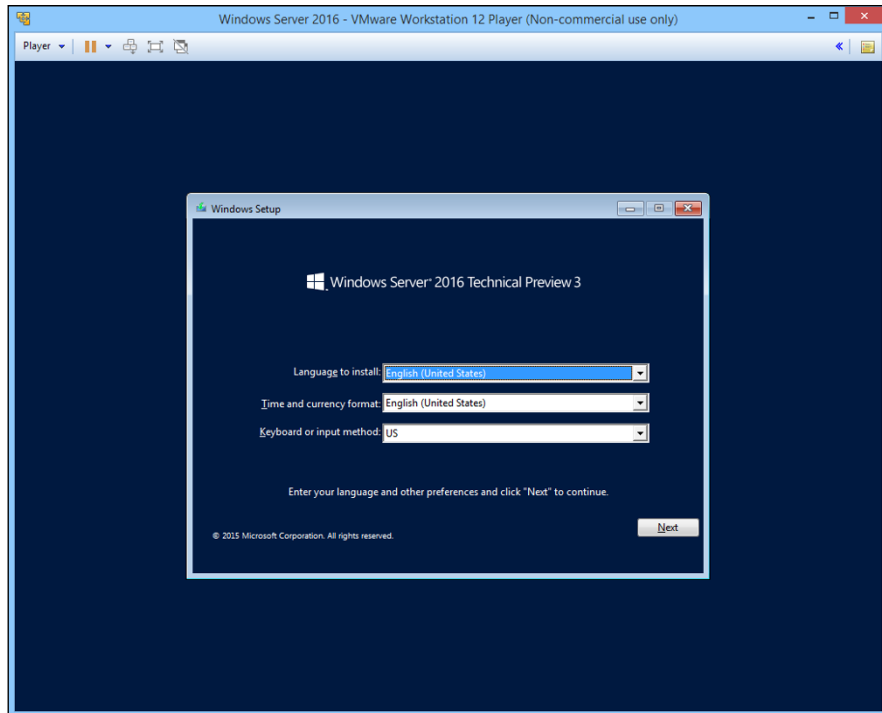 Windows Server 2016 - VMware Workstation 12 Player (Non-commercial use only)
Player
Windows Setup
Windows Server® 2016 Technical Preview 3
Language to install: English (United States)
Time and currency format: English (United States)
Keyboard or input method: US
Enter your language and other preferences and click "Next" to continue.
Next
© 2015 Microsoft Corporation. All rights reserved.